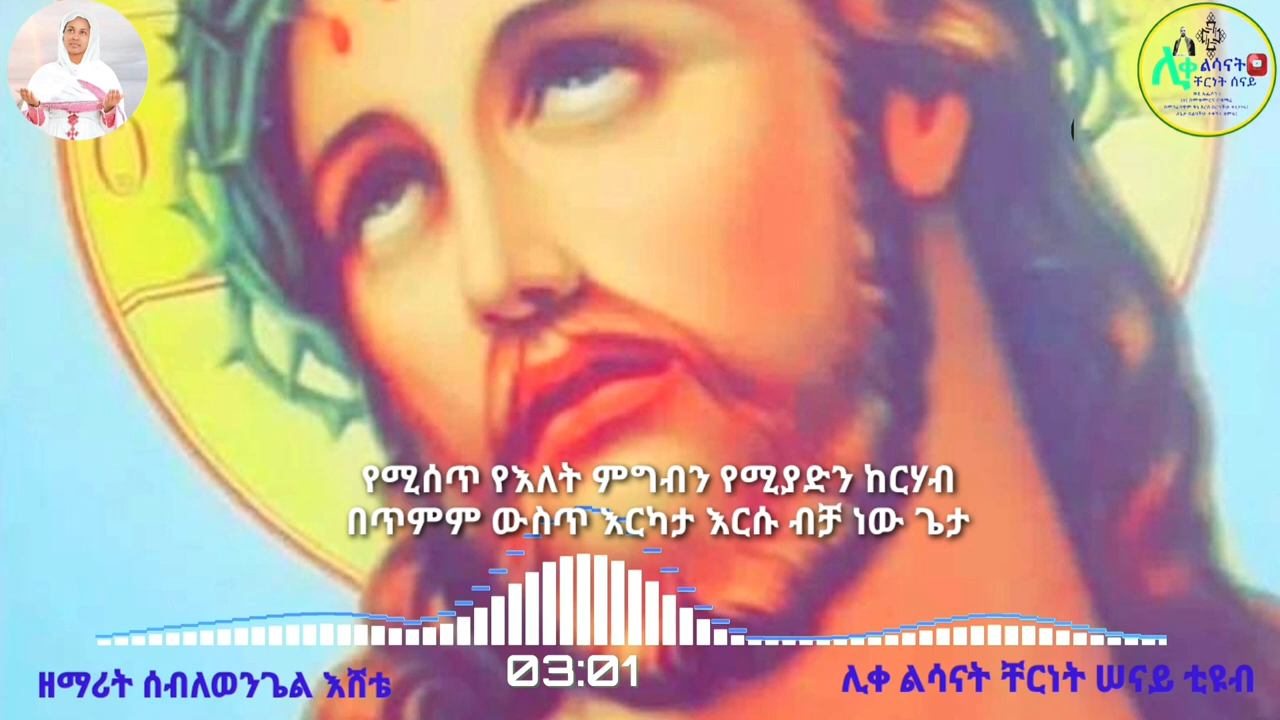 ሊቀ ልሳናት
ቸርነት ሰናይ
የሚሰጥ የእለት ምግብን የሚያድን ከርሃብ
በጥምም ውስጥ እርካታ እርሱ ብቻ ነው ጌታ
03:01
ዘማሪት ሰብለወንጌል እሸቴ
ሊቀ ልሳናት ቸርነት ሠናይ ቲዩብ